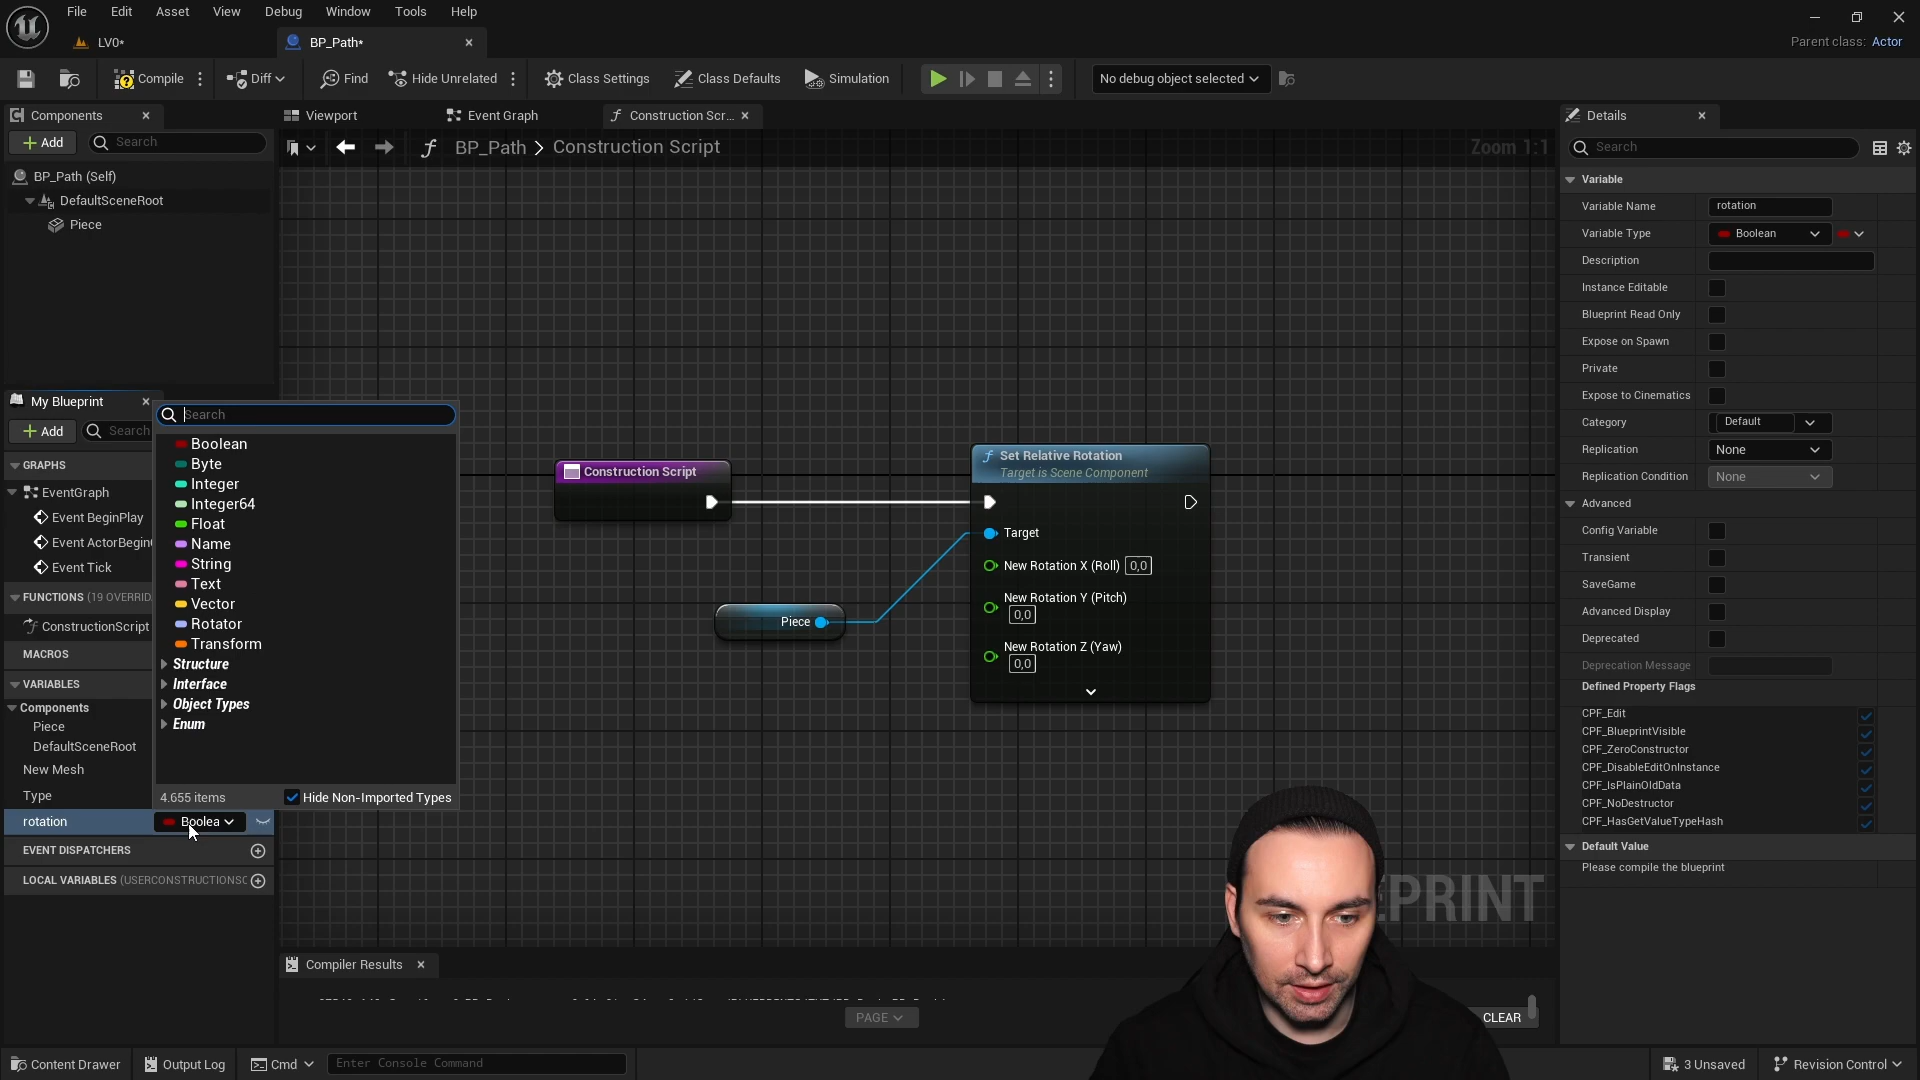 File Edit Asset View Debug Window Tools Help
LV0*
BP_Path*
Parent class: Actor
Compile
Diff
Find
Hide Unrelated
Class Settings
Class Defaults
Simulation
No debug object selected
Components
Add
Search
BP_Path (Self)
DefaultSceneRoot
Piece
My Blueprint
Add
Search
GRAPHS
EventGraph
Event BeginPlay
Event ActorBegin
Event Tick
FUNCTIONS (19 OVERRID
ConstructionScript
MACROS
VARIABLES
Components
Piece
DefaultSceneRoot
New Mesh
Type
rotation
Boolea
EVENT DISPATCHERS
LOCAL VARIABLES (USERCONSTRUCTIONSC
Search
Boolean
Byte
Integer
Integer64
Float
Name
String
Text
Vector
Rotator
Transform
Structure
Interface
Object Types
Enum
4.655 items
Hide Non-Imported Types
Viewport
Event Graph
Construction Scr...
BP_Path > Construction Script
Zoom 1:1
Construction Script
Piece
Set Relative Rotation
Target is Scene Component
Target
New Rotation X (Roll) 0,0
New Rotation Y (Pitch)
0,0
New Rotation Z (Yaw)
0,0
EPRINT
Compiler Results
PAGE
CLEAR
Details
Search
Variable
Variable Name rotation
Variable Type Boolean
Description
Instance Editable
Blueprint Read Only
Expose on Spawn
Private
Expose to Cinematics
Category Default
Replication None
Replication Condition None
Advanced
Config Variable
Transient
SaveGame
Advanced Display
Deprecated
Deprecation Message
Defined Property Flags
CPF_Edit
CPF_BlueprintVisible
CPF_ZeroConstructor
CPF_DisableEditOnInstance
CPF_IsPlainOldData
CPF_NoDestructor
CPF_HasGetValueTypeHash
Default Value
Please compile the blueprint
Content Drawer
Output Log
Cmd
Enter Console Command
3 Unsaved
Revision Control